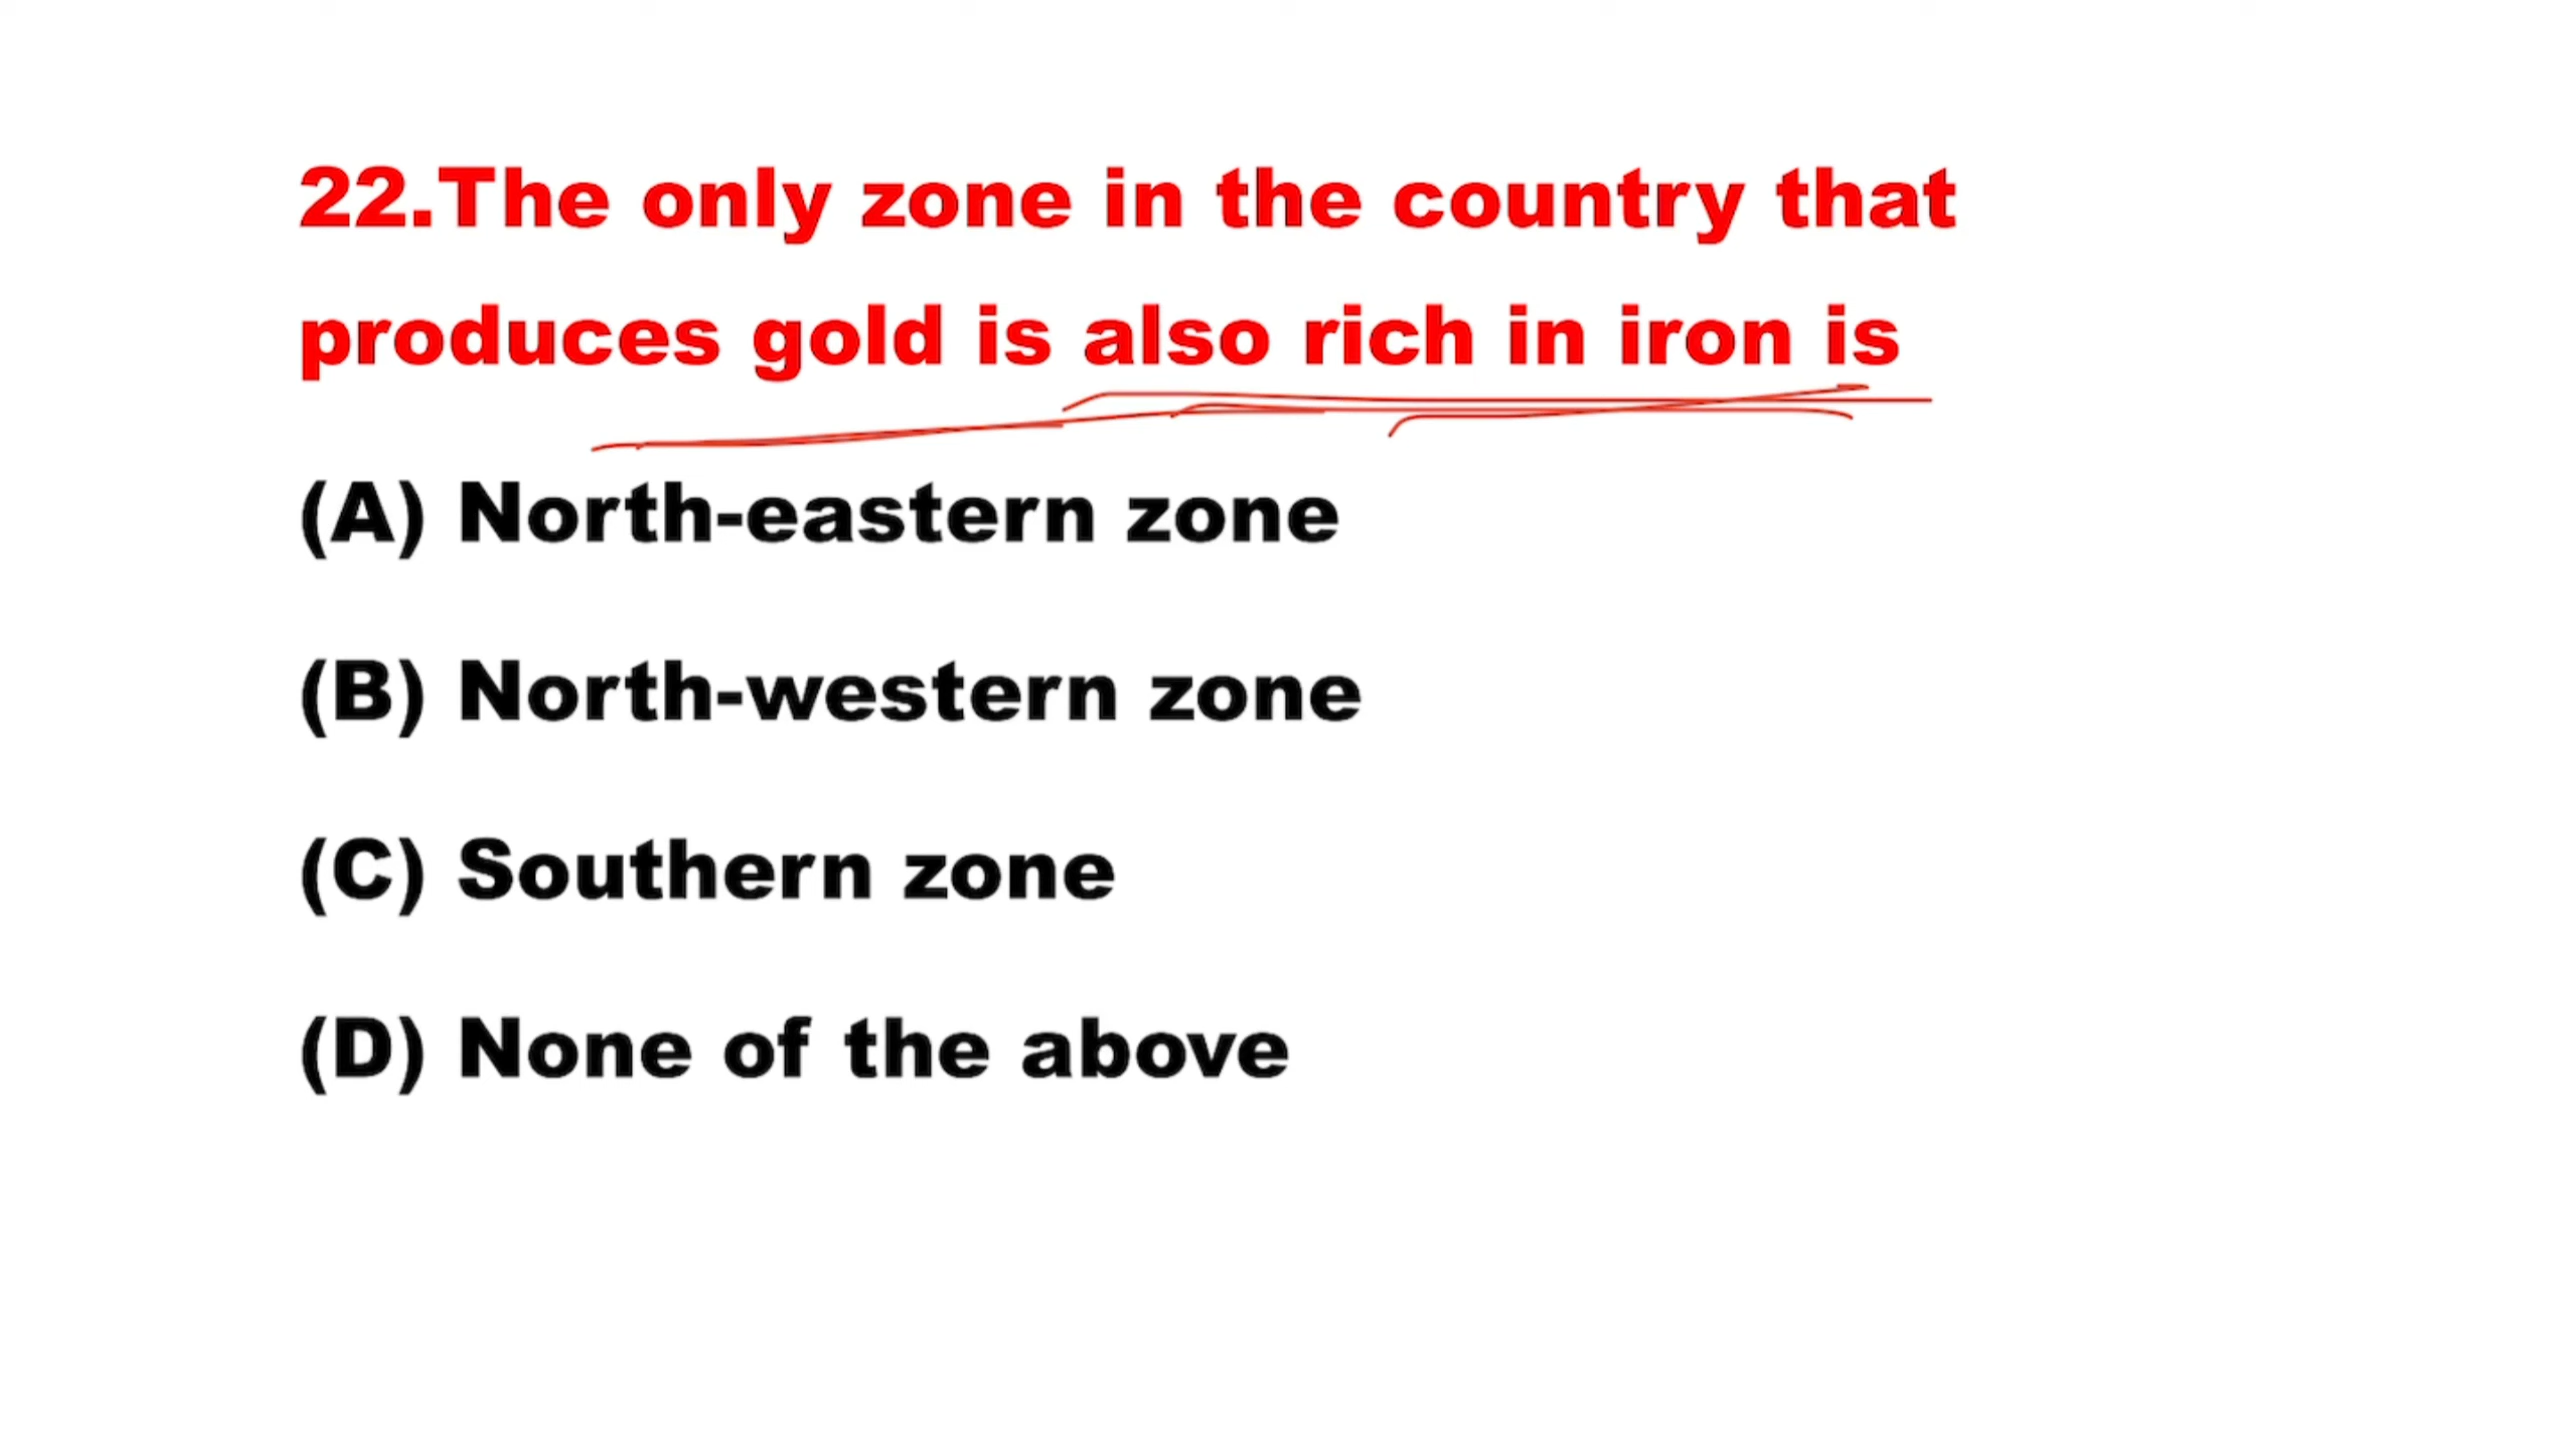 22.The only zone in the country that
produces gold is also rich in iron is
(A) North-eastern zone
(B) North-western zone
(C) Southern zone
(D) None of the above